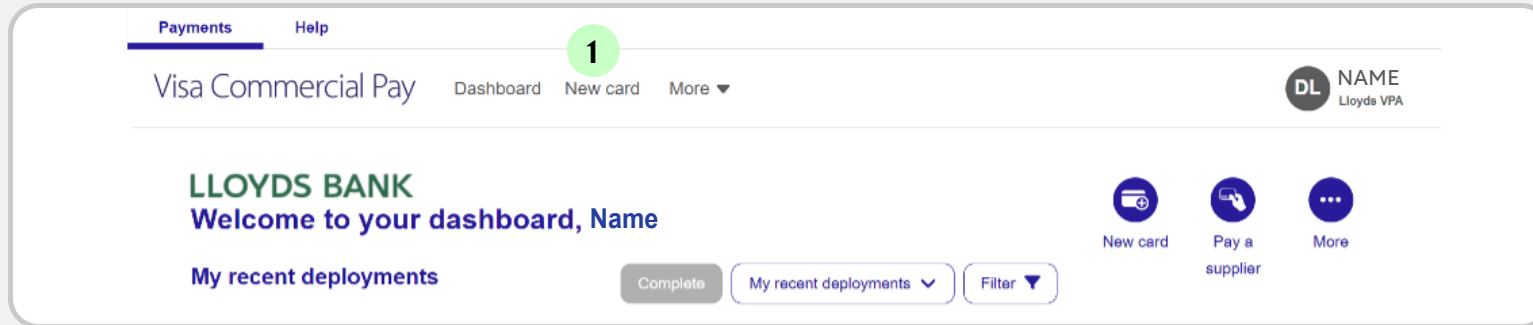 Payments Help
1
Visa Commercial Pay Dashboard New card More
DL NAME
Lloyds VPA
LLOYDS BANK
Welcome to your dashboard, Name
New card Pay a supplier More
My recent deployments Complete My recent deployments Filter